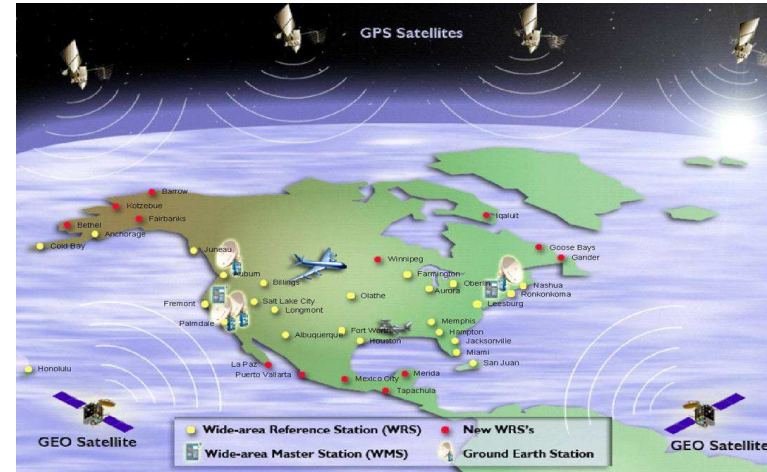 GPS Satellites
Barrow
Kotzebue
Fairbanks
Bethel
Anchorage
Cold Bay
Iqaluit
Juneau
Goose Bays
Gander
Winnipeg
Auburn
Farmington
Billings
Oberlin
Nashua
Aurora
Ronkonkoma
Olathe
Salt Lake City
Fremont
Longmont
Leesburg
Palmdale
Memphis
Fort Worth
Hampton
Albuquerque
Houston
Jacksonville
Miami
San Juan
La Paz
Honolulu
Puerto Vallarta
Merida
Mexico City
Tapachula
GEO Satellite
Wide-area Reference Station (WRS)
New WRS's
Wide-area Master Station (WMS)
Ground Earth Station
GEO Satellite